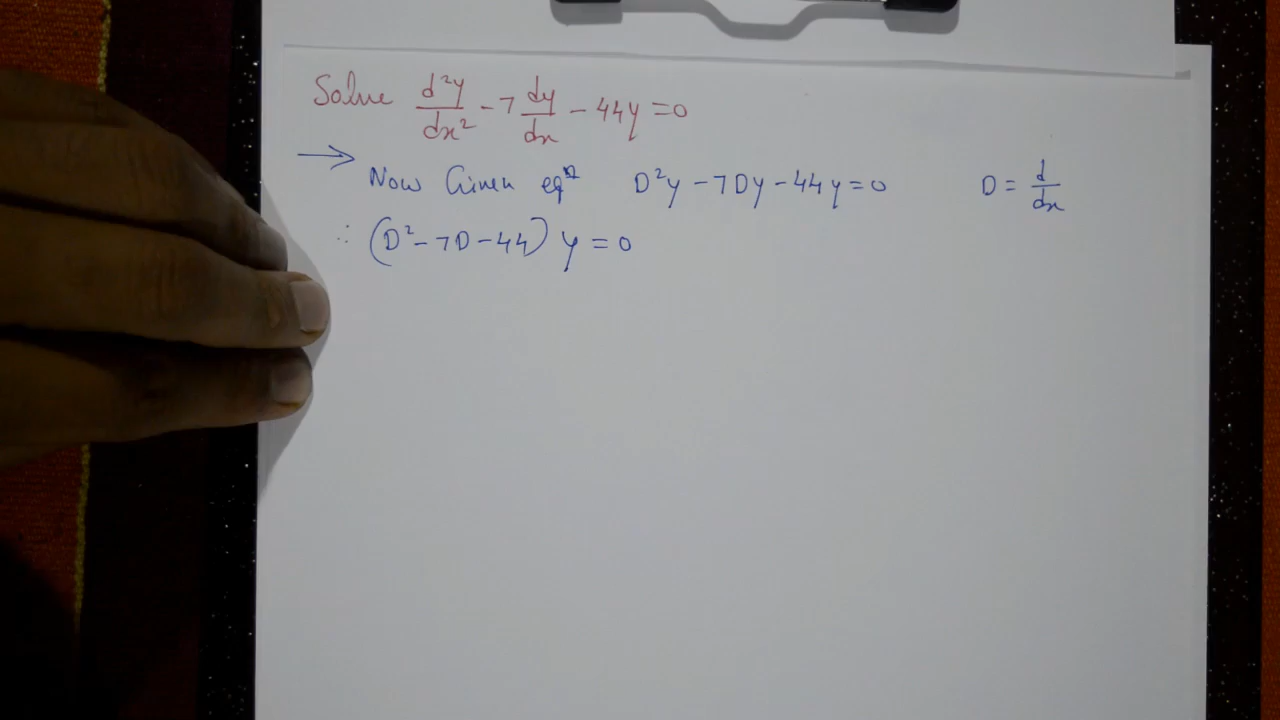 Solve d²y/dx² - 7 dy/dx - 44y = 0
→ Now Given eqⁿ D²y - 7Dy - 44y = 0 D = d/dx
∴ (D² - 7D - 44) y = 0